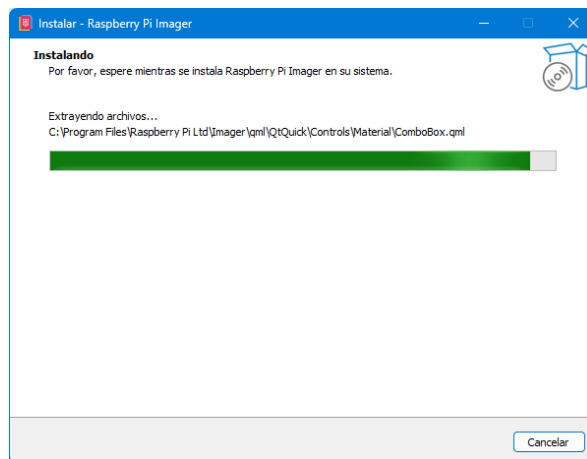 Instalar - Raspberry Pi Imager
Instalando
Por favor, espere mientras se instala Raspberry Pi Imager en su sistema.
Extrayendo archivos...
C:\Program Files\Raspberry Pi Ltd\Imager\qml\QtQuick\Controls\Material\ComboBox.qml
Cancelar